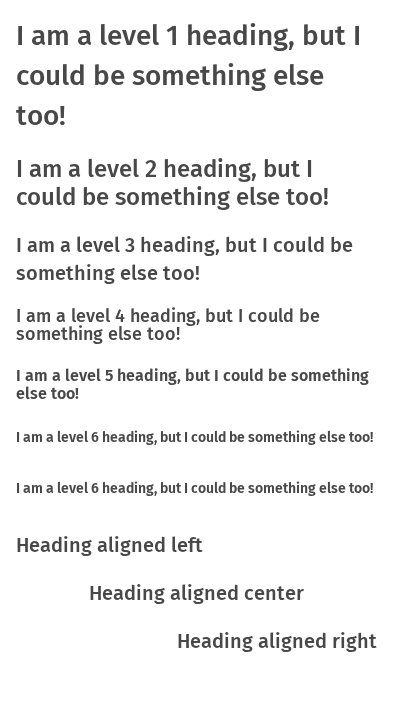 I am a level 1 heading, but I
could be something else
too!
I am a level 2 heading, but I
could be something else too!
I am a level 3 heading, but I could be
something else too!
I am a level 4 heading, but I could be
something else too!
I am a level 5 heading, but I could be something
else too!
I am a level 6 heading, but I could be something else too!
I am a level 6 heading, but I could be something else too!
Heading aligned left
Heading aligned center
Heading aligned right